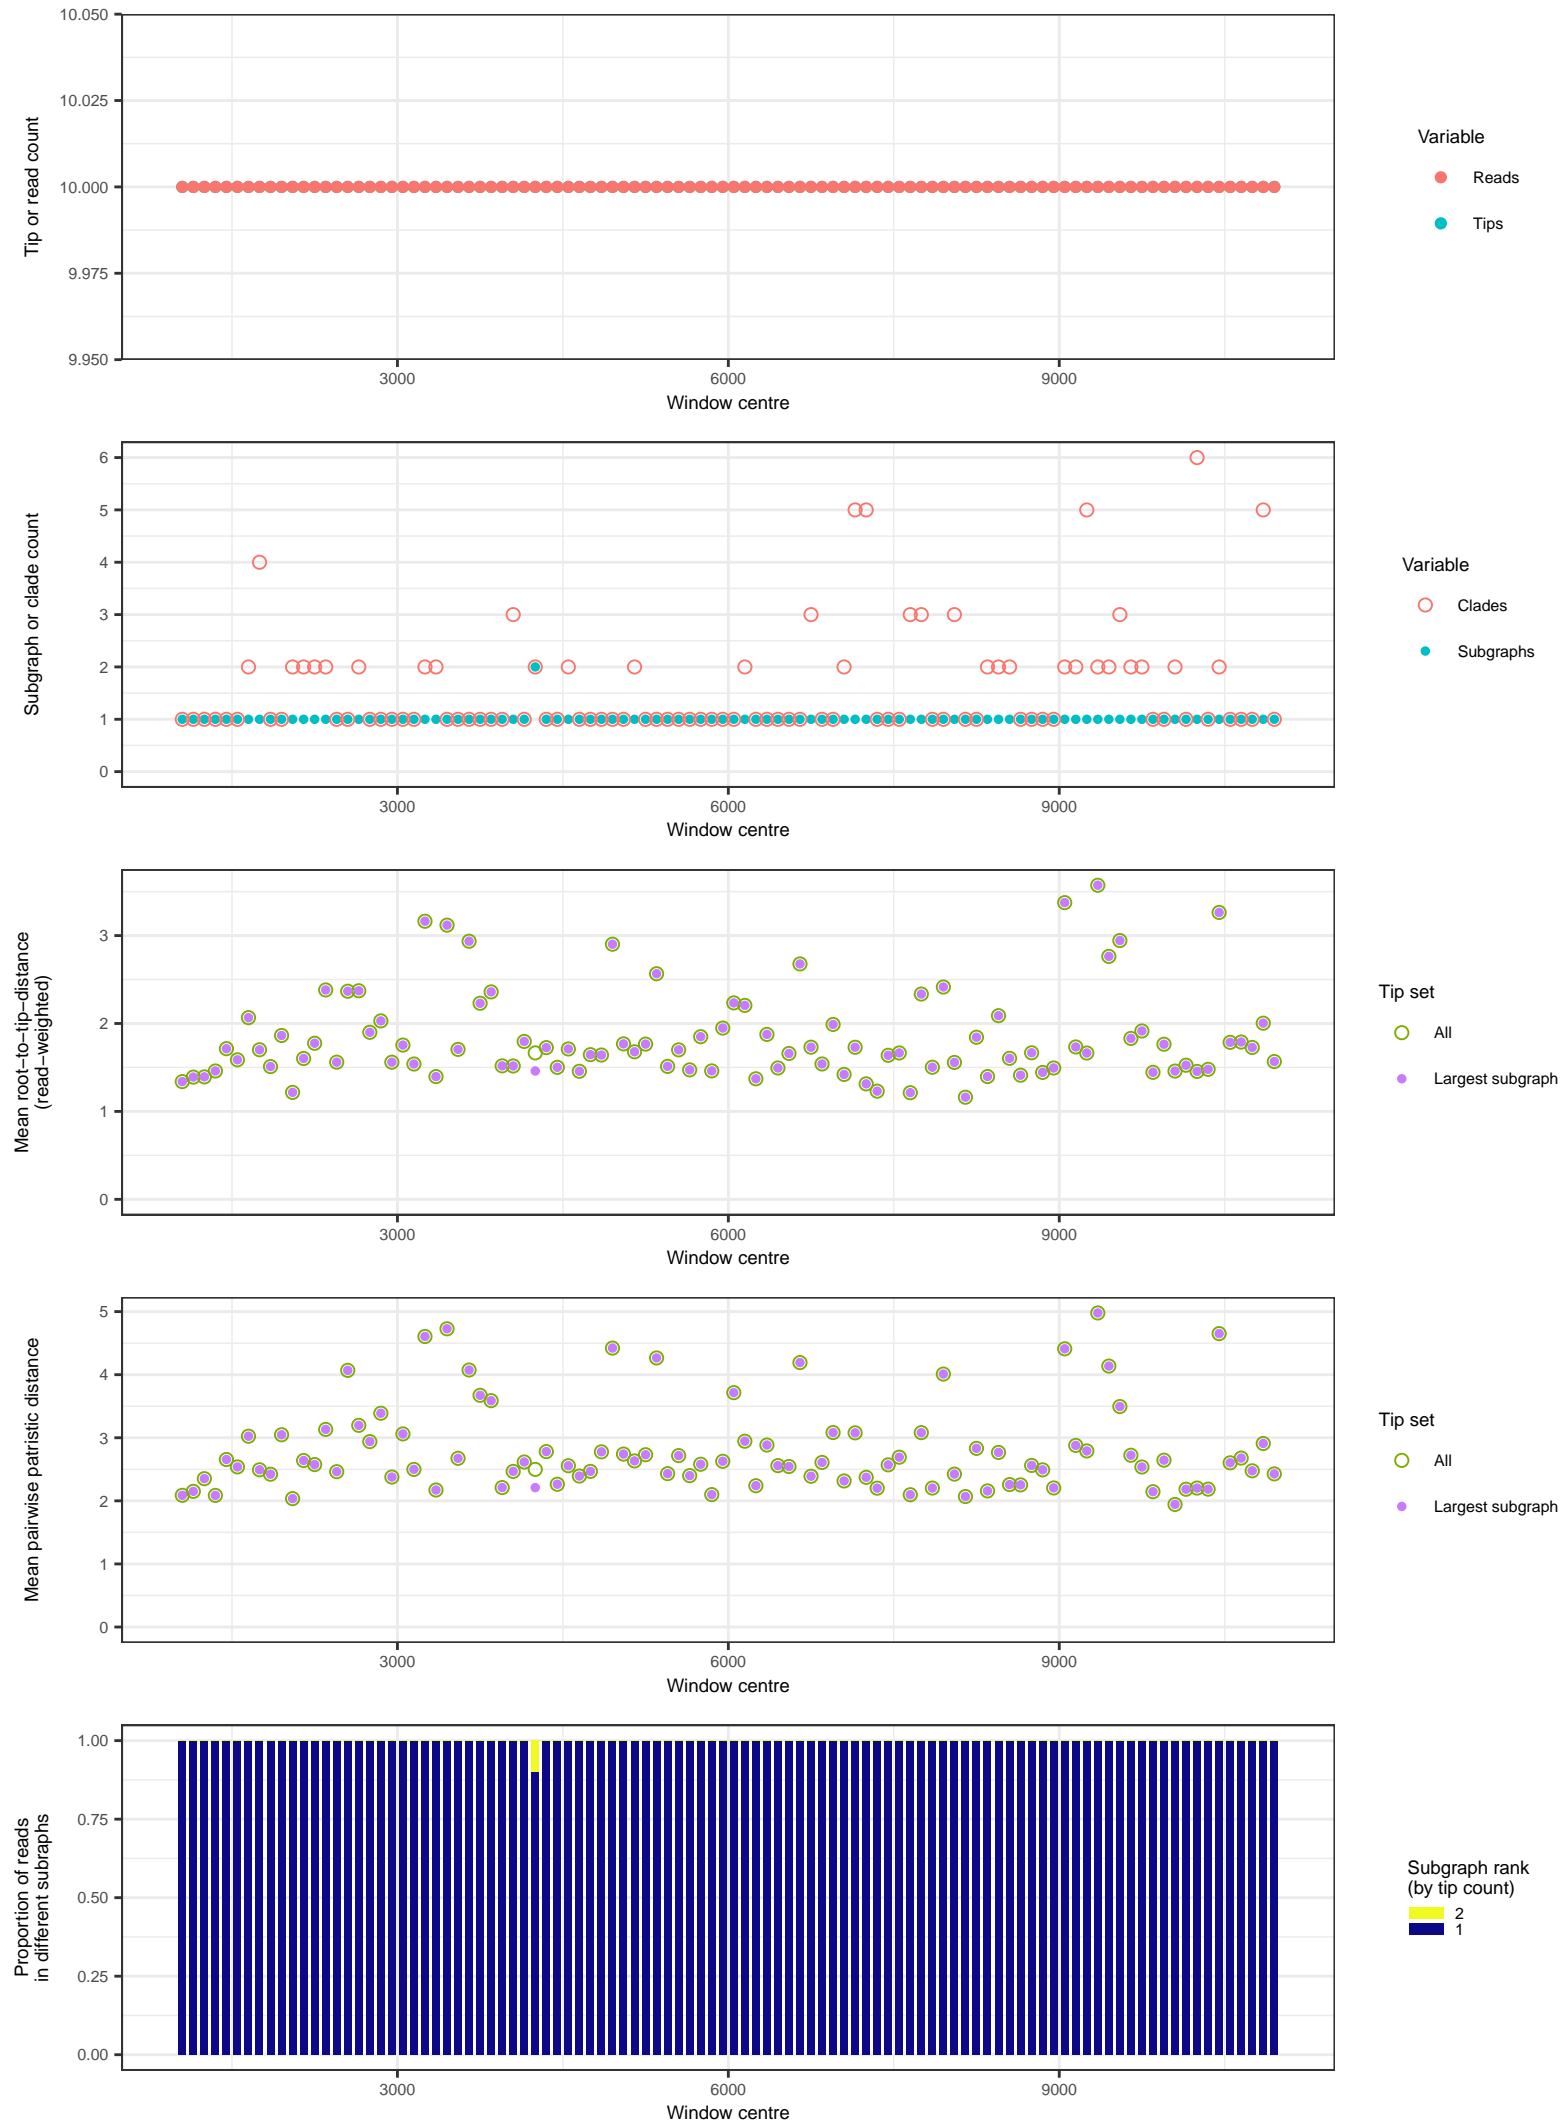 10.050
10.025
10.000
9.975
9.950
Tip or read count
3000 6000 9000
Window centre
Variable
Reads
Tips
6
5
4
3
2
1
0
Subgraph or clade count
3000 6000 9000
Window centre
Variable
Clades
Subgraphs
3
2
1
0
Mean root−to−tip−distance
(read−weighted)
3000 6000 9000
Window centre
Tip set
All
Largest subgraph
5
4
3
2
1
0
Mean pairwise patristic distance
3000 6000 9000
Window centre
Tip set
All
Largest subgraph
1.00
0.75
0.50
0.25
0.00
Proportion of reads
in different subraphs
3000 6000 9000
Window centre
Subgraph rank
(by tip count)
2
1